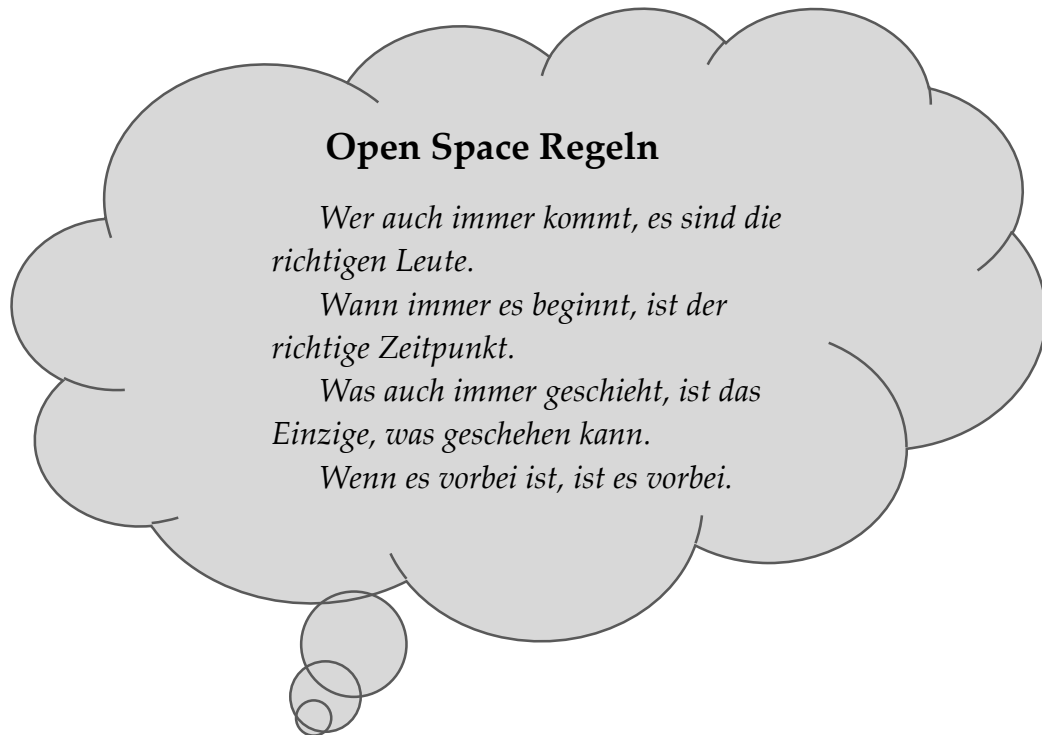 Open Space Regeln
Wer auch immer kommt, es sind die
richtigen Leute.
Wann immer es beginnt, ist der
richtige Zeitpunkt.
Was auch immer geschieht, ist das
Einzige, was geschehen kann.
Wenn es vorbei ist, ist es vorbei.